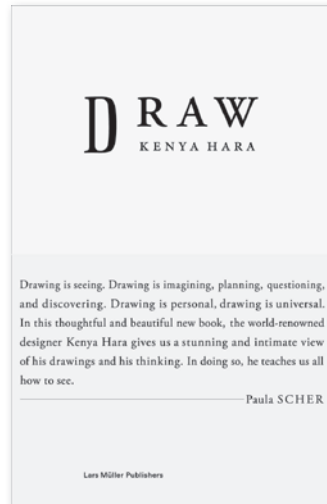 DRAW
KENYA HARA
Drawing is seeing. Drawing is imagining, planning, questioning,
and discovering. Drawing is personal, drawing is universal.
In this thoughtful and beautiful new book, the world-renowned
designer Kenya Hara gives us a stunning and intimate view
of his drawings and his thinking. In doing so, he teaches us all
how to see.
Paula SCHER
Lars Müller Publishers